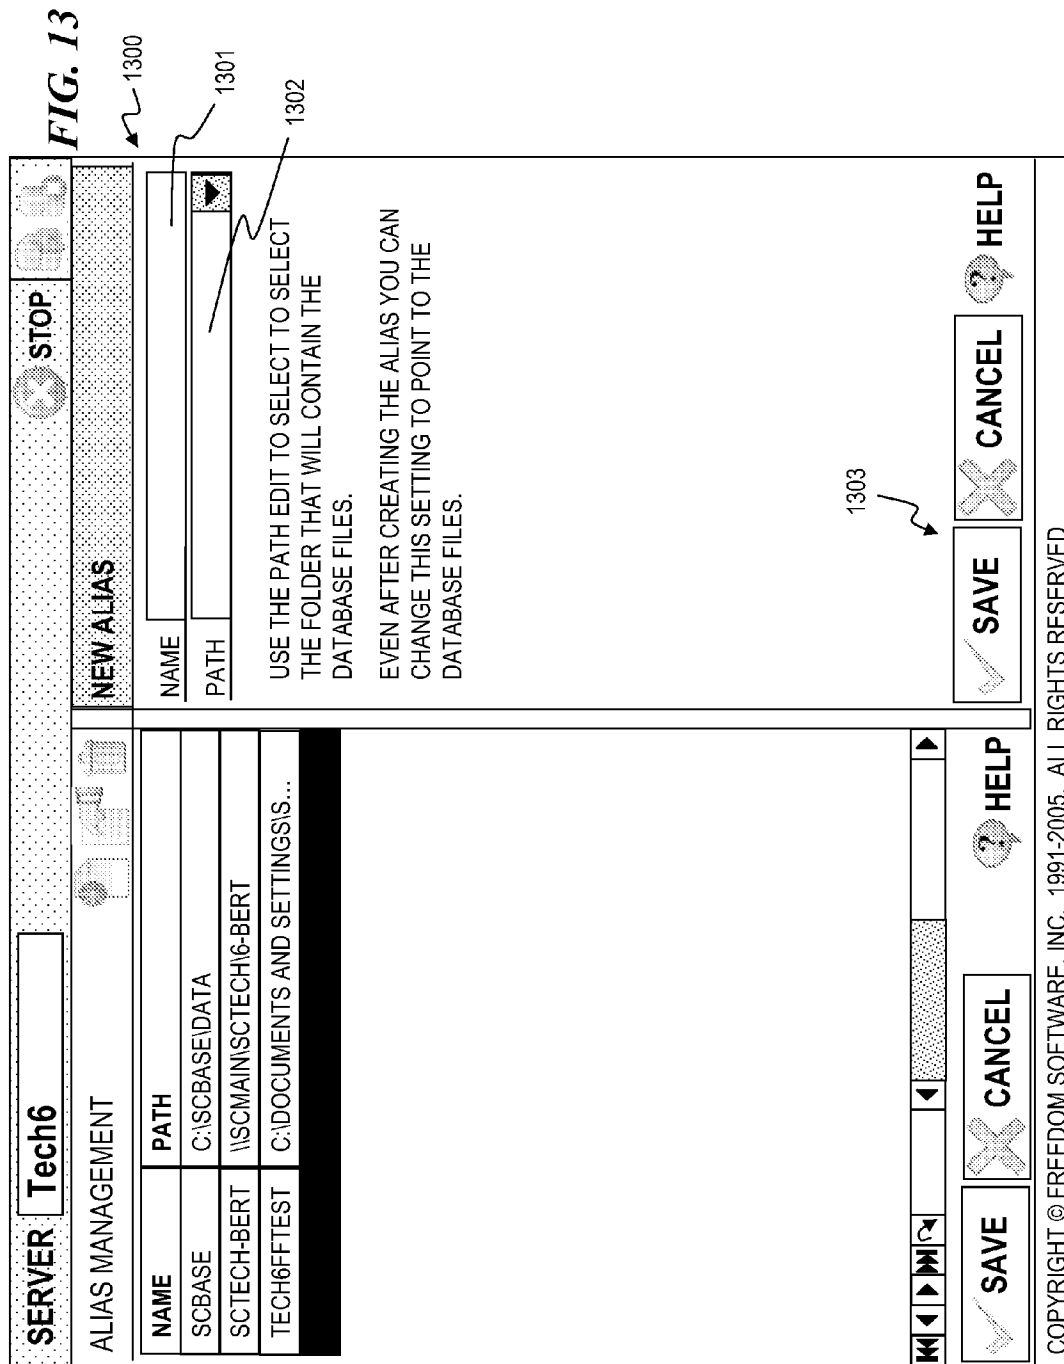 FIG. 13
1300
1301
1302
SERVER Tech6
STOP
ALIAS MANAGEMENT
NAME PATH
SCBASE C:\SCBASE\DATA
SCTECH-BERT \\SCMAIN\SCTECH\6-BERT
TECH6FFTEST C:\DOCUMENTS AND SETTINGS\S...
SAVE CANCEL ? HELP
NEW ALIAS
NAME
PATH
USE THE PATH EDIT TO SELECT TO SELECT
THE FOLDER THAT WILL CONTAIN THE
DATABASE FILES.
EVEN AFTER CREATING THE ALIAS YOU CAN
CHANGE THIS SETTING TO POINT TO THE
DATABASE FILES.
1303
SAVE CANCEL ? HELP
COPYRIGHT © FREEDOM SOFTWARE, INC. 1991-2005. ALL RIGHTS RESERVED